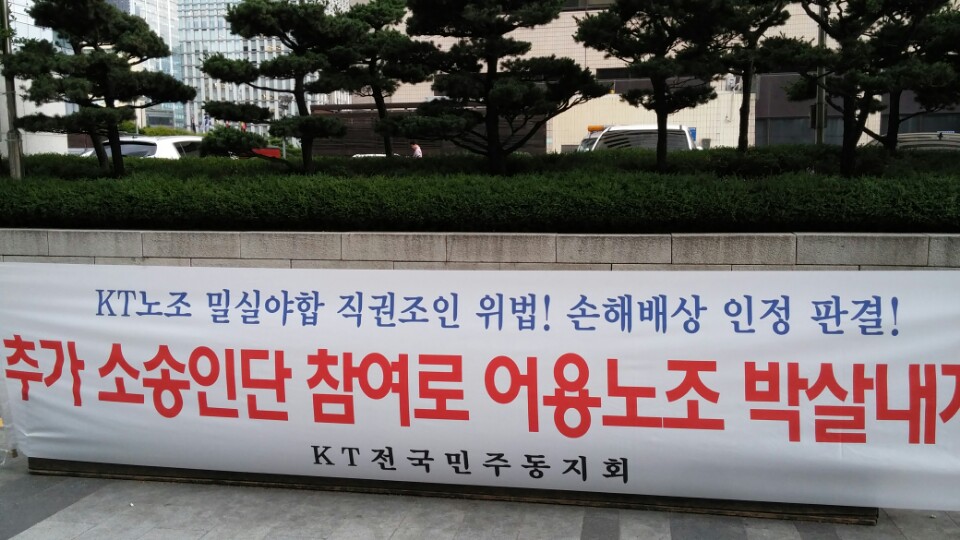 KT노조 밀실야합 직권조인 위법! 손해배상 인정 판결!
추가 소송인단 참여로 어용노조 박살내자
KT전국민주동지회